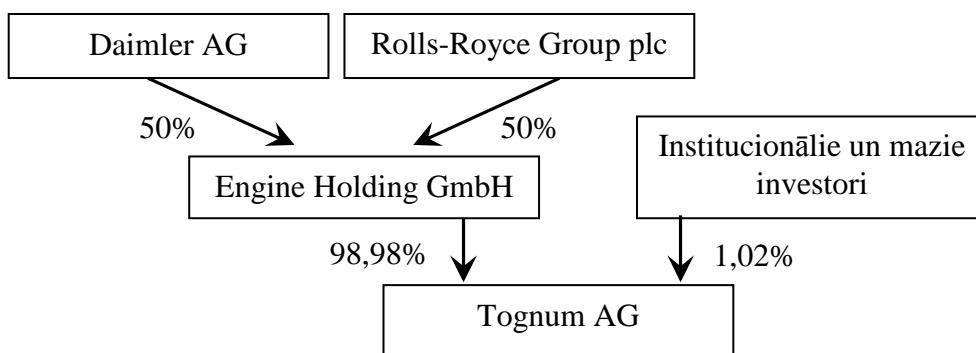 Daimler AG
Rolls-Royce Group plc
50%
50%
Institucionālie un mazie
investori
Engine Holding GmbH
98,98%
1,02%
Tognum AG